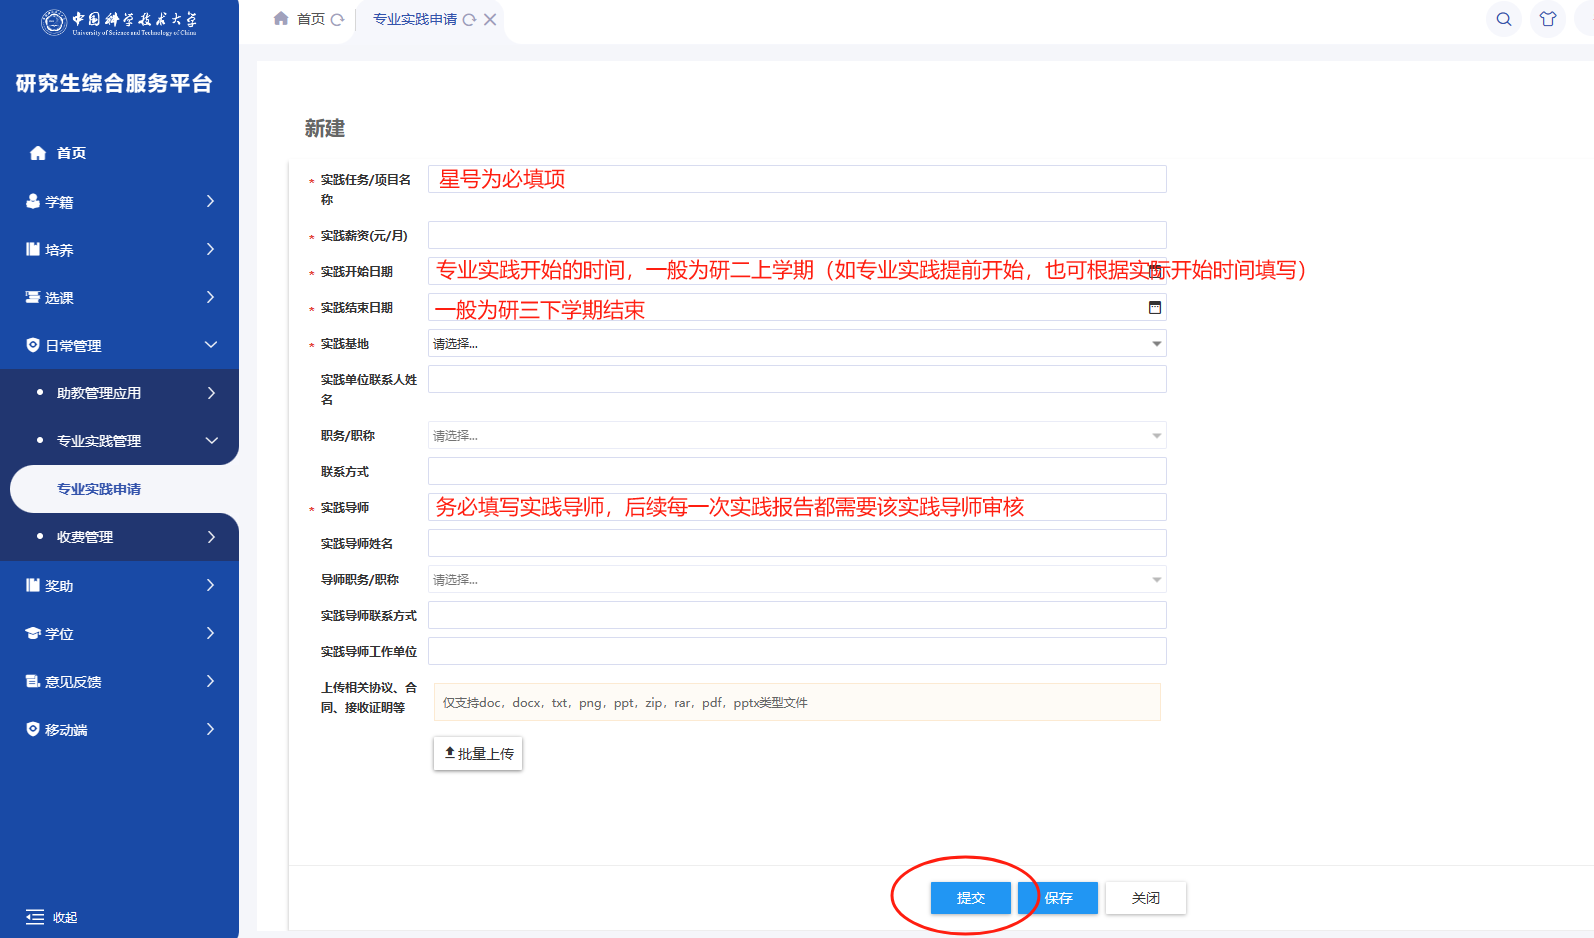 中国科学技术大学
University of Science and Technology of China
研究生综合服务平台
首页
学籍
培养
选课
日常管理
助教管理应用
专业实践管理
专业实践申请
收费管理
奖助
学位
意见反馈
移动端
收起
首页
专业实践申请
新建
* 实践任务/项目名
称
星号为必填项
* 实践薪资(元/月)
* 实践开始日期
专业实践开始的时间，一般为研二上学期（如专业实践提前开始，也可根据实际开始时间填写）
* 实践结束日期
一般为研三下学期结束
* 实践基地
请选择...
实践单位联系人姓
名
职务/职称
请选择...
联系方式
* 实践导师
务必填写实践导师，后续每一次实践报告都需要该实践导师审核
实践导师姓名
导师职务/职称
请选择...
实践导师联系方式
实践导师工作单位
上传相关协议、合
同、接收证明等
仅支持doc，docx，txt，png，ppt，zip，rar，pdf，pptx类型文件
批量上传
提交
保存
关闭